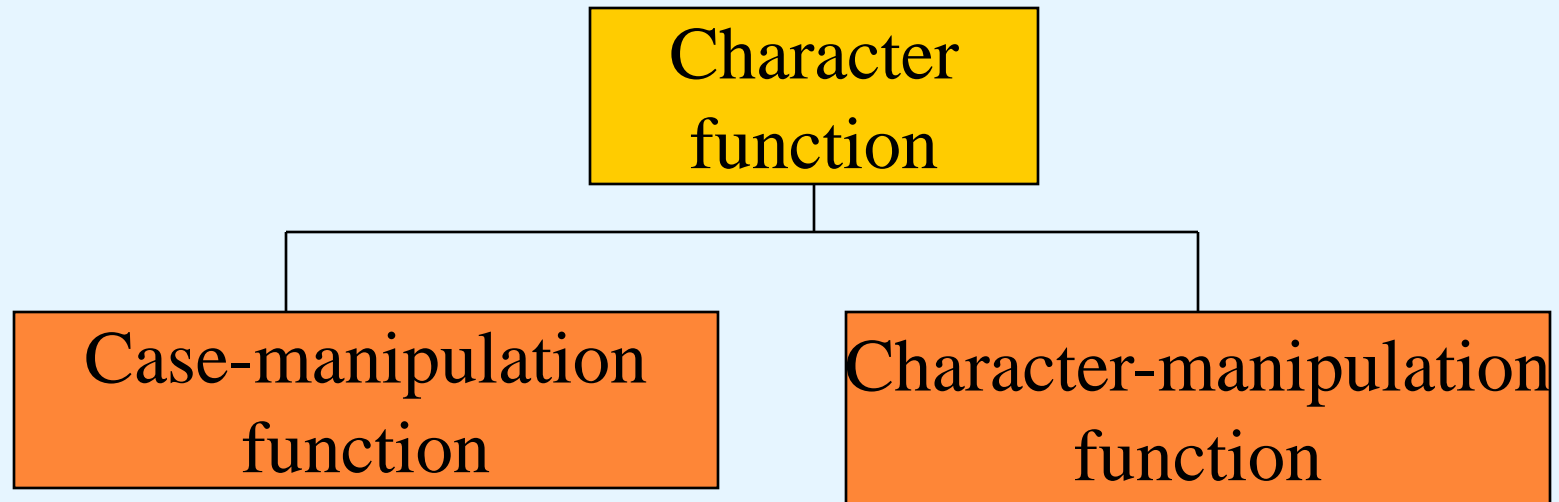 Character
function
Case-manipulation
function
Character-manipulation
function